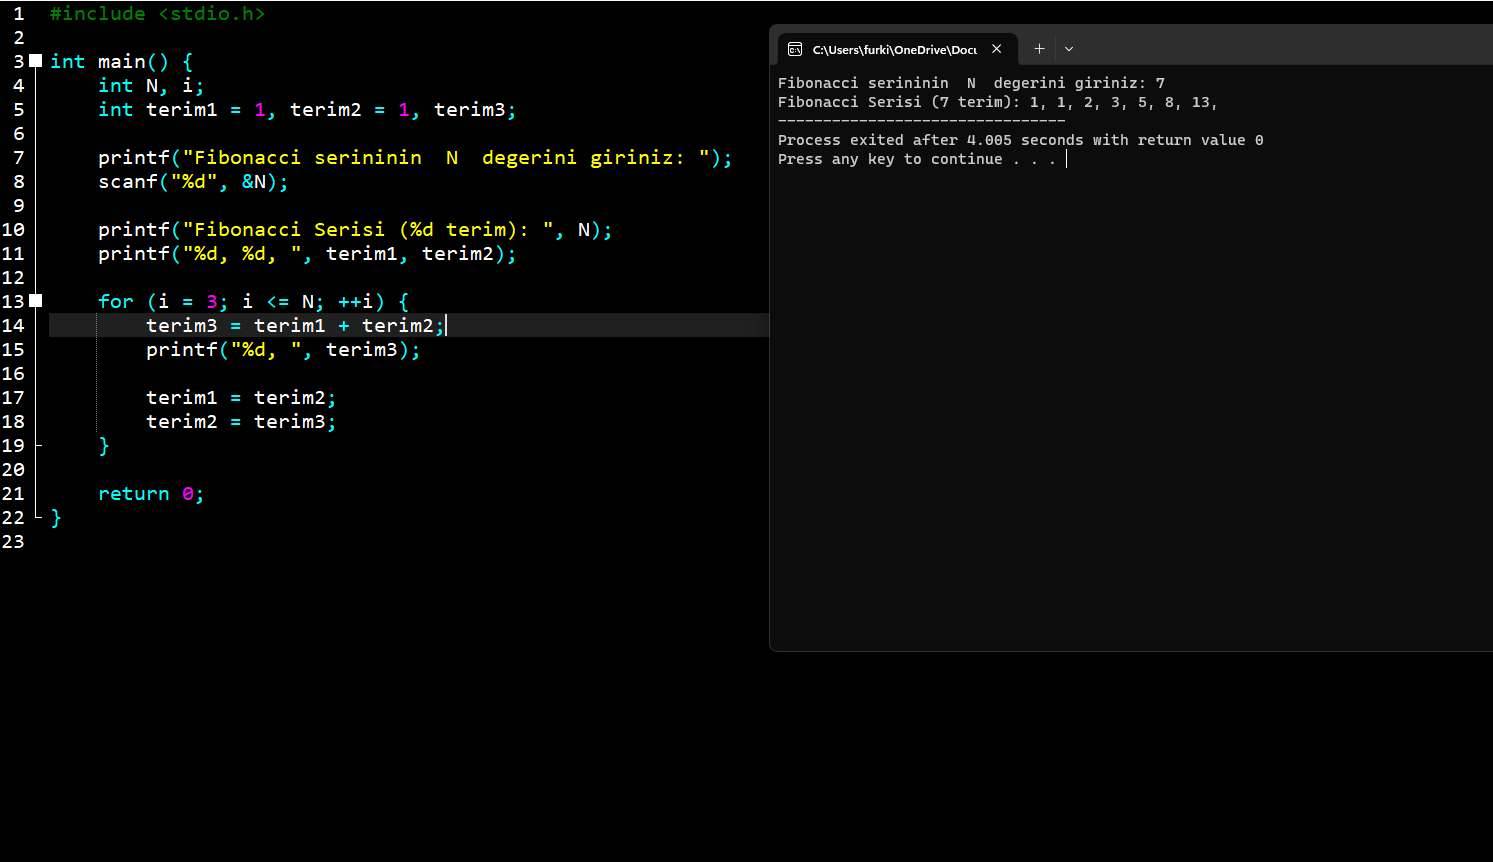 1 #include <stdio.h>
2
3 int main() {
4     int N, i;
5     int terim1 = 1, terim2 = 1, terim3;
6
7     printf("Fibonacci serininin  N  degerini giriniz: ");
8     scanf("%d", &N);
9
10     printf("Fibonacci Serisi (%d terim): ", N);
11     printf("%d, %d, ", terim1, terim2);
12
13     for (i = 3; i <= N; ++i) {
14         terim3 = terim1 + terim2;
15         printf("%d, ", terim3);
16
17         terim1 = terim2;
18         terim2 = terim3;
19     }
20
21     return 0;
22 }
23
C:\Users\furki\OneDrive\Docu
Fibonacci serininin  N  degerini giriniz: 7
Fibonacci Serisi (7 terim): 1, 1, 2, 3, 5, 8, 13,
--------------------------------
Process exited after 4.005 seconds with return value 0
Press any key to continue . . .